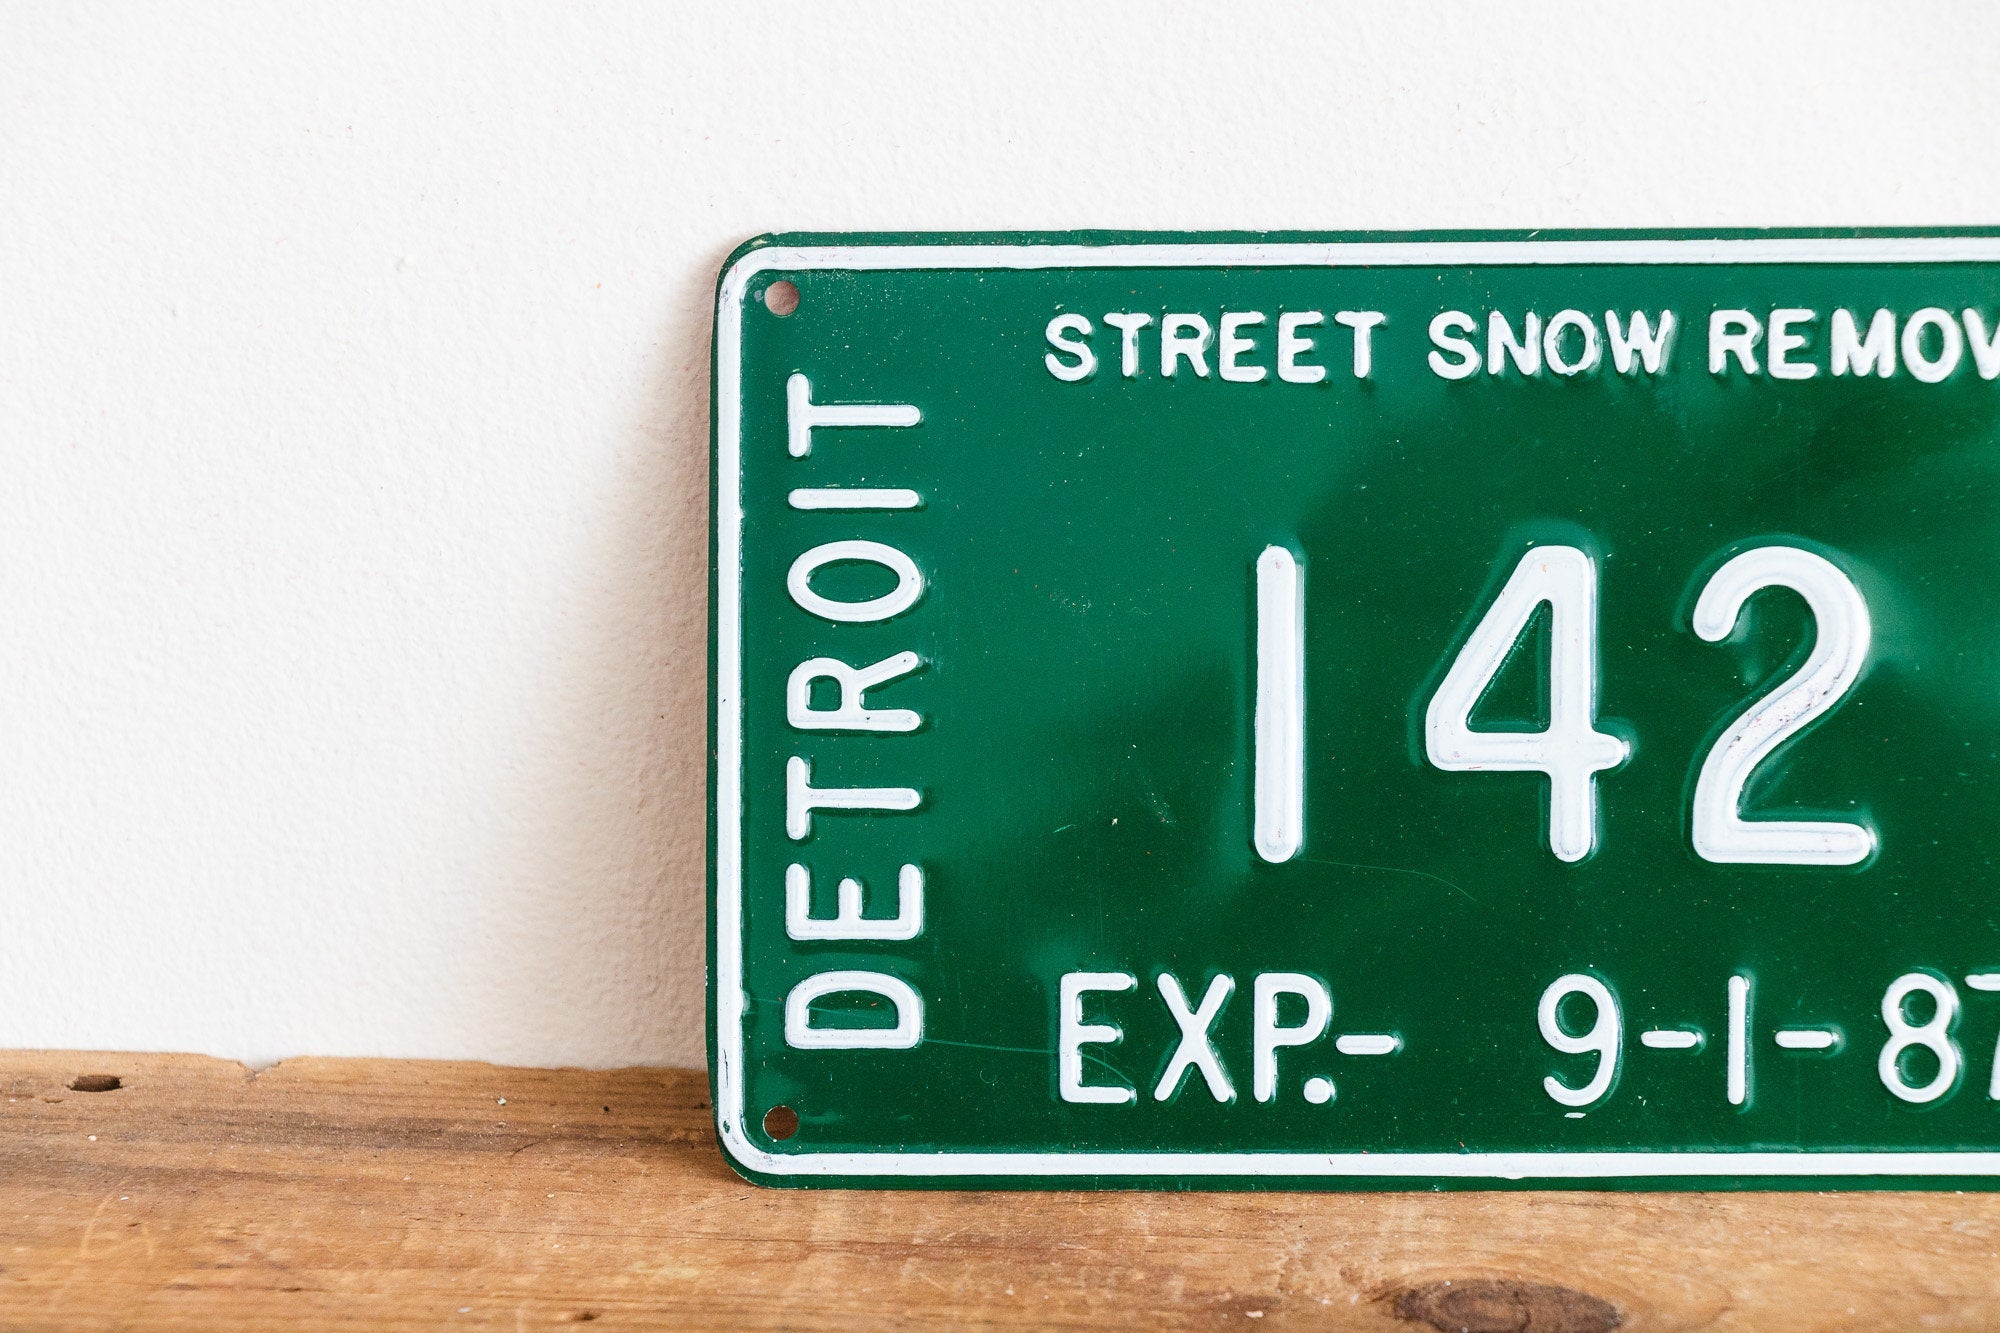 STREET SNOW REMOV
DETROIT
142
EXP.- 9-1-87